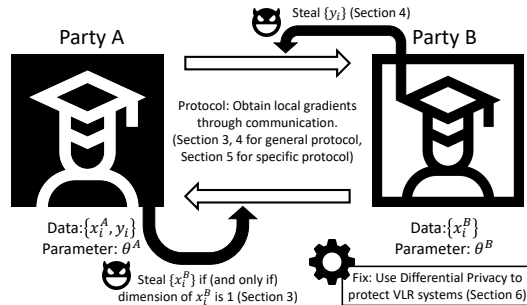 Steal {y_i} (Section 4)
Party A
Party B
Protocol: Obtain local gradients
through communication.
(Section 3, 4 for general protocol,
Section 5 for specific protocol)
Data:{x_i^A, y_i}
Parameter: θ^A
Data:{x_i^B}
Parameter: θ^B
Steal {x_i^B} if (and only if)
dimension of x_i^B is 1 (Section 3)
Fix: Use Differential Privacy to
protect VLR systems (Section 6)